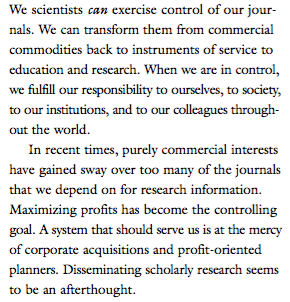 We scientists can exercise control of our jour-
nals. We can transform them from commercial
commodities back to instruments of service to
education and research. When we are in control,
we fulfill our responsibility to ourselves, to society,
to our institutions, and to our colleagues through-
out the world.
In recent times, purely commercial interests
have gained sway over too many of the journals
that we depend on for research information.
Maximizing profits has become the controlling
goal. A system that should serve us is at the mercy
of corporate acquisitions and profit-oriented
planners. Disseminating scholarly research seems
to be an afterthought.